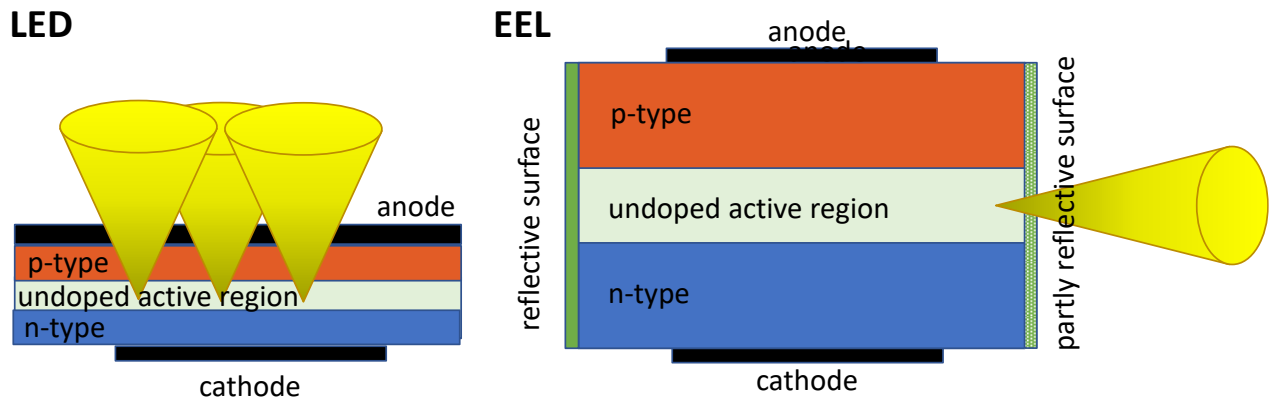 LED
anode
p-type
undoped active region
n-type
cathode
EEL
anode
anode
reflective surface
p-type
undoped active region
n-type
partly reflective surface
cathode